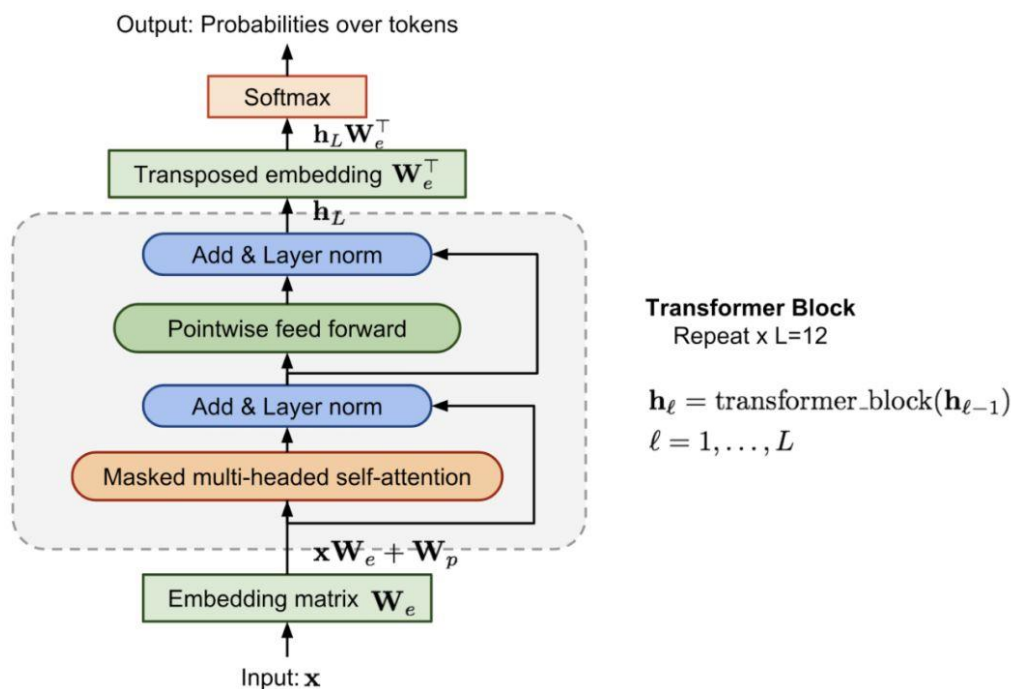 Output: Probabilities over tokens
Softmax
𝐡_L 𝐖_e^⊤
Transposed embedding 𝐖_e^⊤
𝐡_L
Add & Layer norm
Pointwise feed forward
Add & Layer norm
Masked multi-headed self-attention
𝐱𝐖_e + 𝐖_p
Embedding matrix 𝐖_e
Input: 𝐱
Transformer Block
Repeat x L=12
𝐡_ℓ = transformer_block(𝐡_{ℓ−1})
ℓ = 1, . . . , L